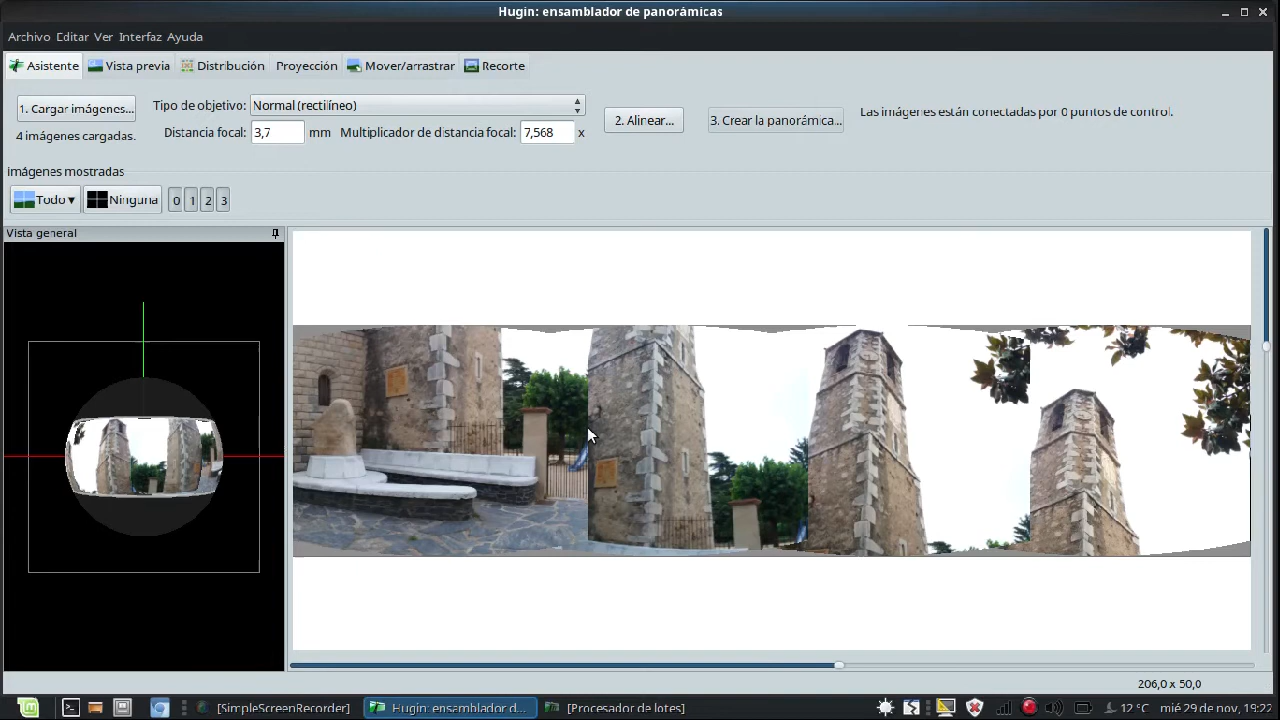 Hugin: ensamblador de panorámicas
Archivo Editar Ver Interfaz Ayuda
Asistente Vista previa Distribución Proyección Mover/arrastrar Recorte
1. Cargar imágenes... Tipo de objetivo: Normal (rectilíneo) 2. Alinear... 3. Crear la panorámica... Las imágenes están conectadas por 0 puntos de control.
4 imágenes cargadas. Distancia focal: 3,7 mm Multiplicador de distancia focal: 7,568 x
imágenes mostradas
Todo Ninguna 0 1 2 3
Vista general
206,0 x 50,0
[SimpleScreenRecorder] Hugin: ensamblador d... [Procesador de lotes] 12 °C mié 29 de nov, 19:22